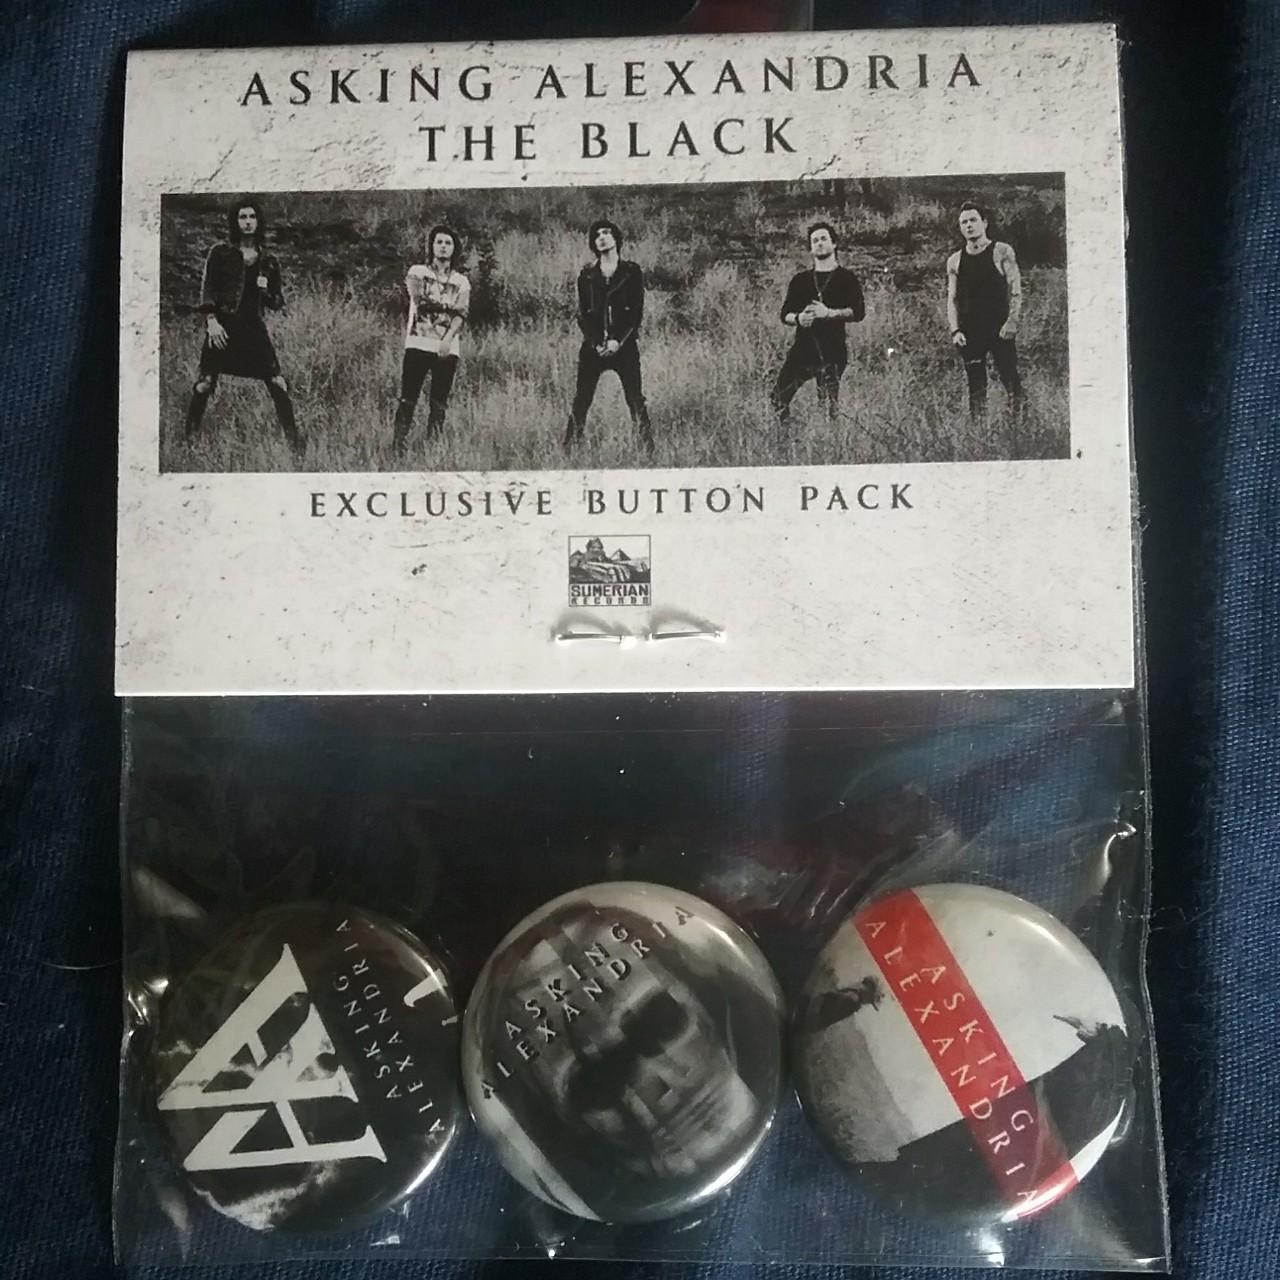 ASKING ALEXANDRIA
THE BLACK
EXCLUSIVE BUTTON PACK
SUMERIAN
RECORDS
ASKING
ALEXANDRIA
ASKING
ALEXANDRIA
ASKING
ALEXANDRIA